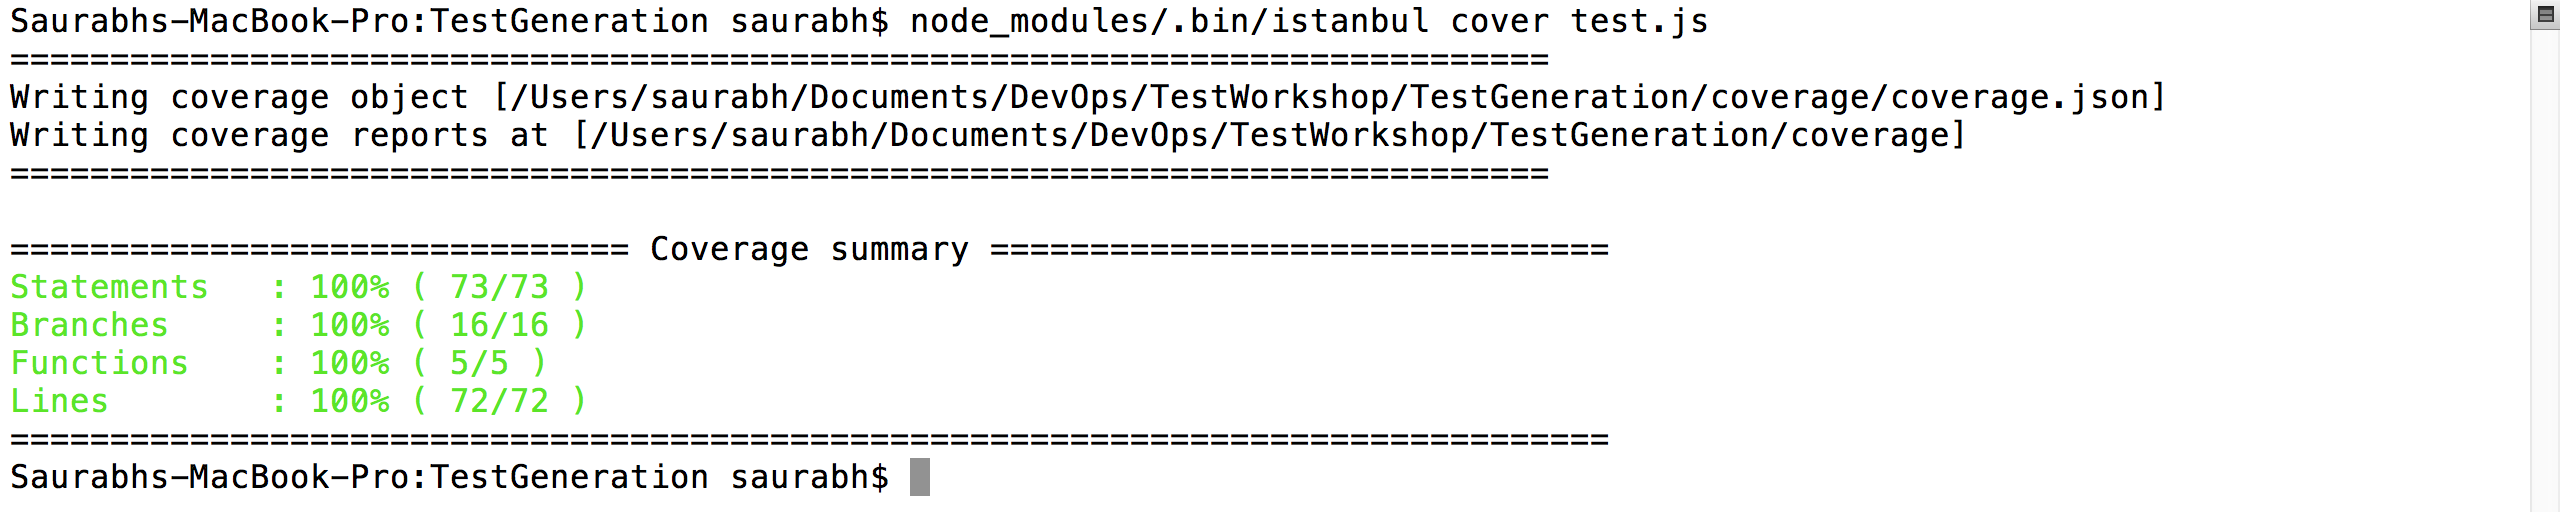 Saurabhs-MacBook-Pro:TestGeneration saurabh$ node_modules/.bin/istanbul cover test.js
=============================================================================
Writing coverage object [/Users/saurabh/Documents/DevOps/TestWorkshop/TestGeneration/coverage/coverage.json]
Writing coverage reports at [/Users/saurabh/Documents/DevOps/TestWorkshop/TestGeneration/coverage]
=============================================================================

=============================== Coverage summary ===============================
Statements   : 100% ( 73/73 )
Branches     : 100% ( 16/16 )
Functions    : 100% ( 5/5 )
Lines        : 100% ( 72/72 )
================================================================================
Saurabhs-MacBook-Pro:TestGeneration saurabh$